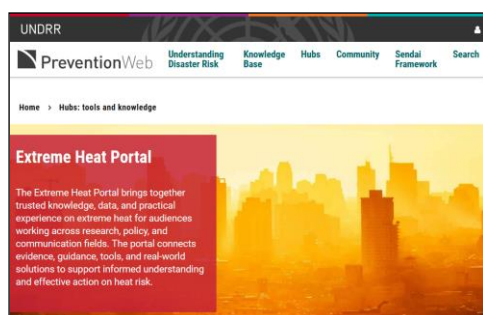 UNDRR
PreventionWeb
Understanding
Disaster Risk
Knowledge
Base
Hubs
Community
Sendai
Framework
Search
Home > Hubs: tools and knowledge
Extreme Heat Portal
The Extreme Heat Portal brings together
trusted knowledge, data, and practical
experience on extreme heat for audiences
working across research, policy, and
communication fields. The portal connects
evidence, guidance, tools, and real-world
solutions to support informed understanding
and effective action on heat risk.